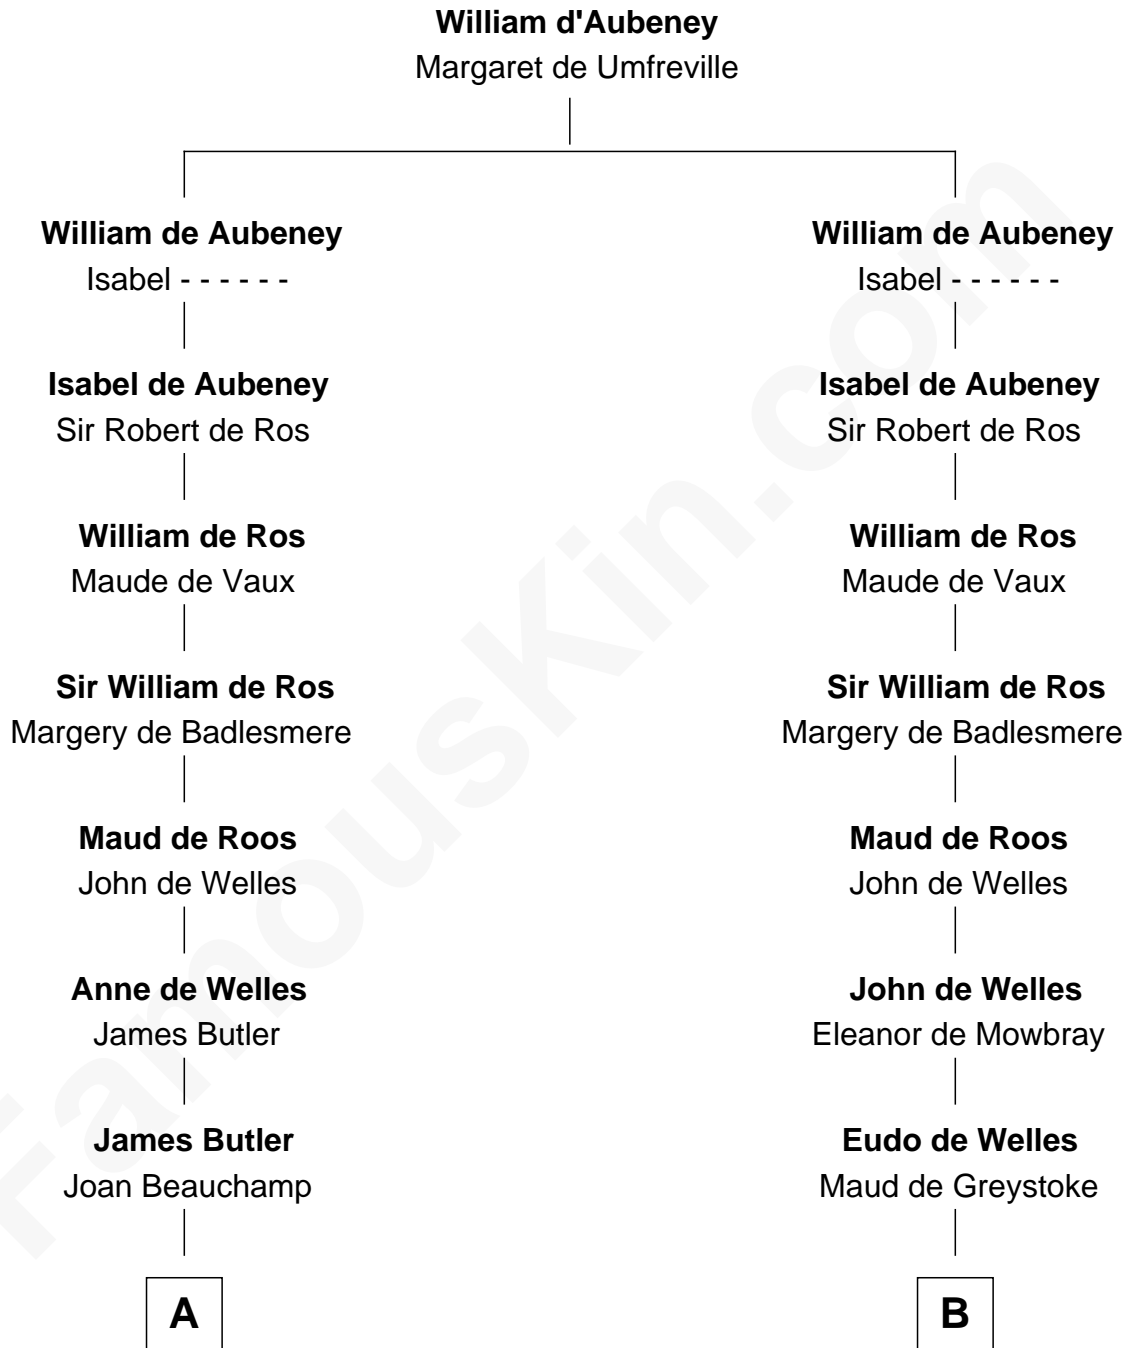 William d'Aubeney
Margaret de Umfreville
William de Aubeney
Isabel - - - - - -
Isabel de Aubeney
Sir Robert de Ros
William de Ros
Maude de Vaux
Sir William de Ros
Margery de Badlesmere
Maud de Roos
John de Welles
Anne de Welles
James Butler
James Butler
Joan Beauchamp
A
William de Aubeney
Isabel - - - - - -
Isabel de Aubeney
Sir Robert de Ros
William de Ros
Maude de Vaux
Sir William de Ros
Margery de Badlesmere
Maud de Roos
John de Welles
John de Welles
Eleanor de Mowbray
Eudo de Welles
Maud de Greystoke
B
FamousKin.com